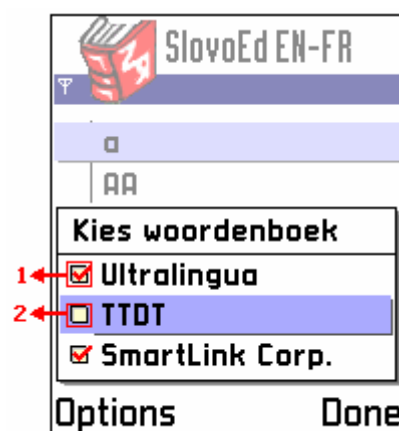 SlovoEd EN-FR
a
AA
Kies woordenboek
1 Ultralingua
2 TTDT
SmartLink Corp.
Options Done